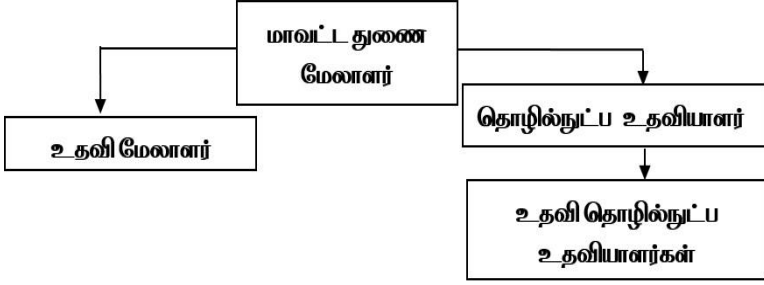 மாவட்ட துணை
மேலாளர்
உதவி மேலாளர்
தொழில்நுட்ப உதவியாளர்
உதவி தொழில்நுட்ப
உதவியாளர்கள்